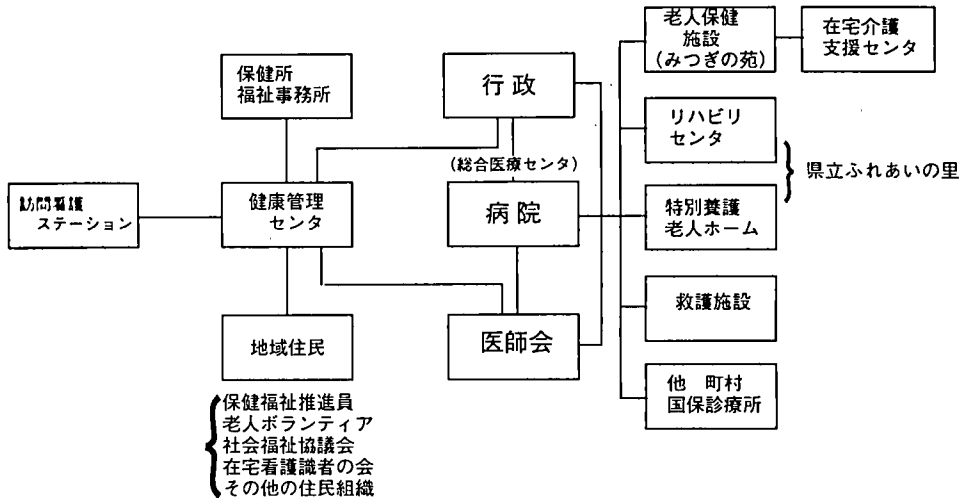 老人保健
施設
(みつぎの苑)
在宅介護
支援センタ
保健所
福祉事務所
行政
リハビリ
センタ
(総合医療センタ)
県立ふれあいの里
訪問看護
ステーション
健康管理
センタ
病院
特別養護
老人ホーム
救護施設
地域住民
医師会
他 町村
国保診療所
保健福祉推進員
老人ボランティア
社会福祉協議会
在宅看護識者の会
その他の住民組織